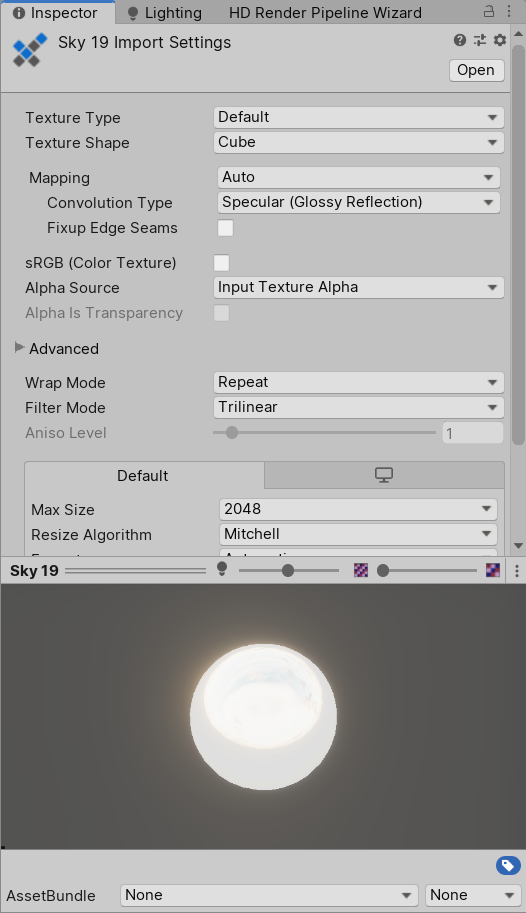 Inspector Lighting HD Render Pipeline Wizard
Sky 19 Import Settings
Open
Texture Type Default
Texture Shape Cube
Mapping Auto
Convolution Type Specular (Glossy Reflection)
Fixup Edge Seams
sRGB (Color Texture)
Alpha Source Input Texture Alpha
Alpha Is Transparency
Advanced
Wrap Mode Repeat
Filter Mode Trilinear
Aniso Level 1
Default
Max Size 2048
Resize Algorithm Mitchell
Sky 19
AssetBundle None None